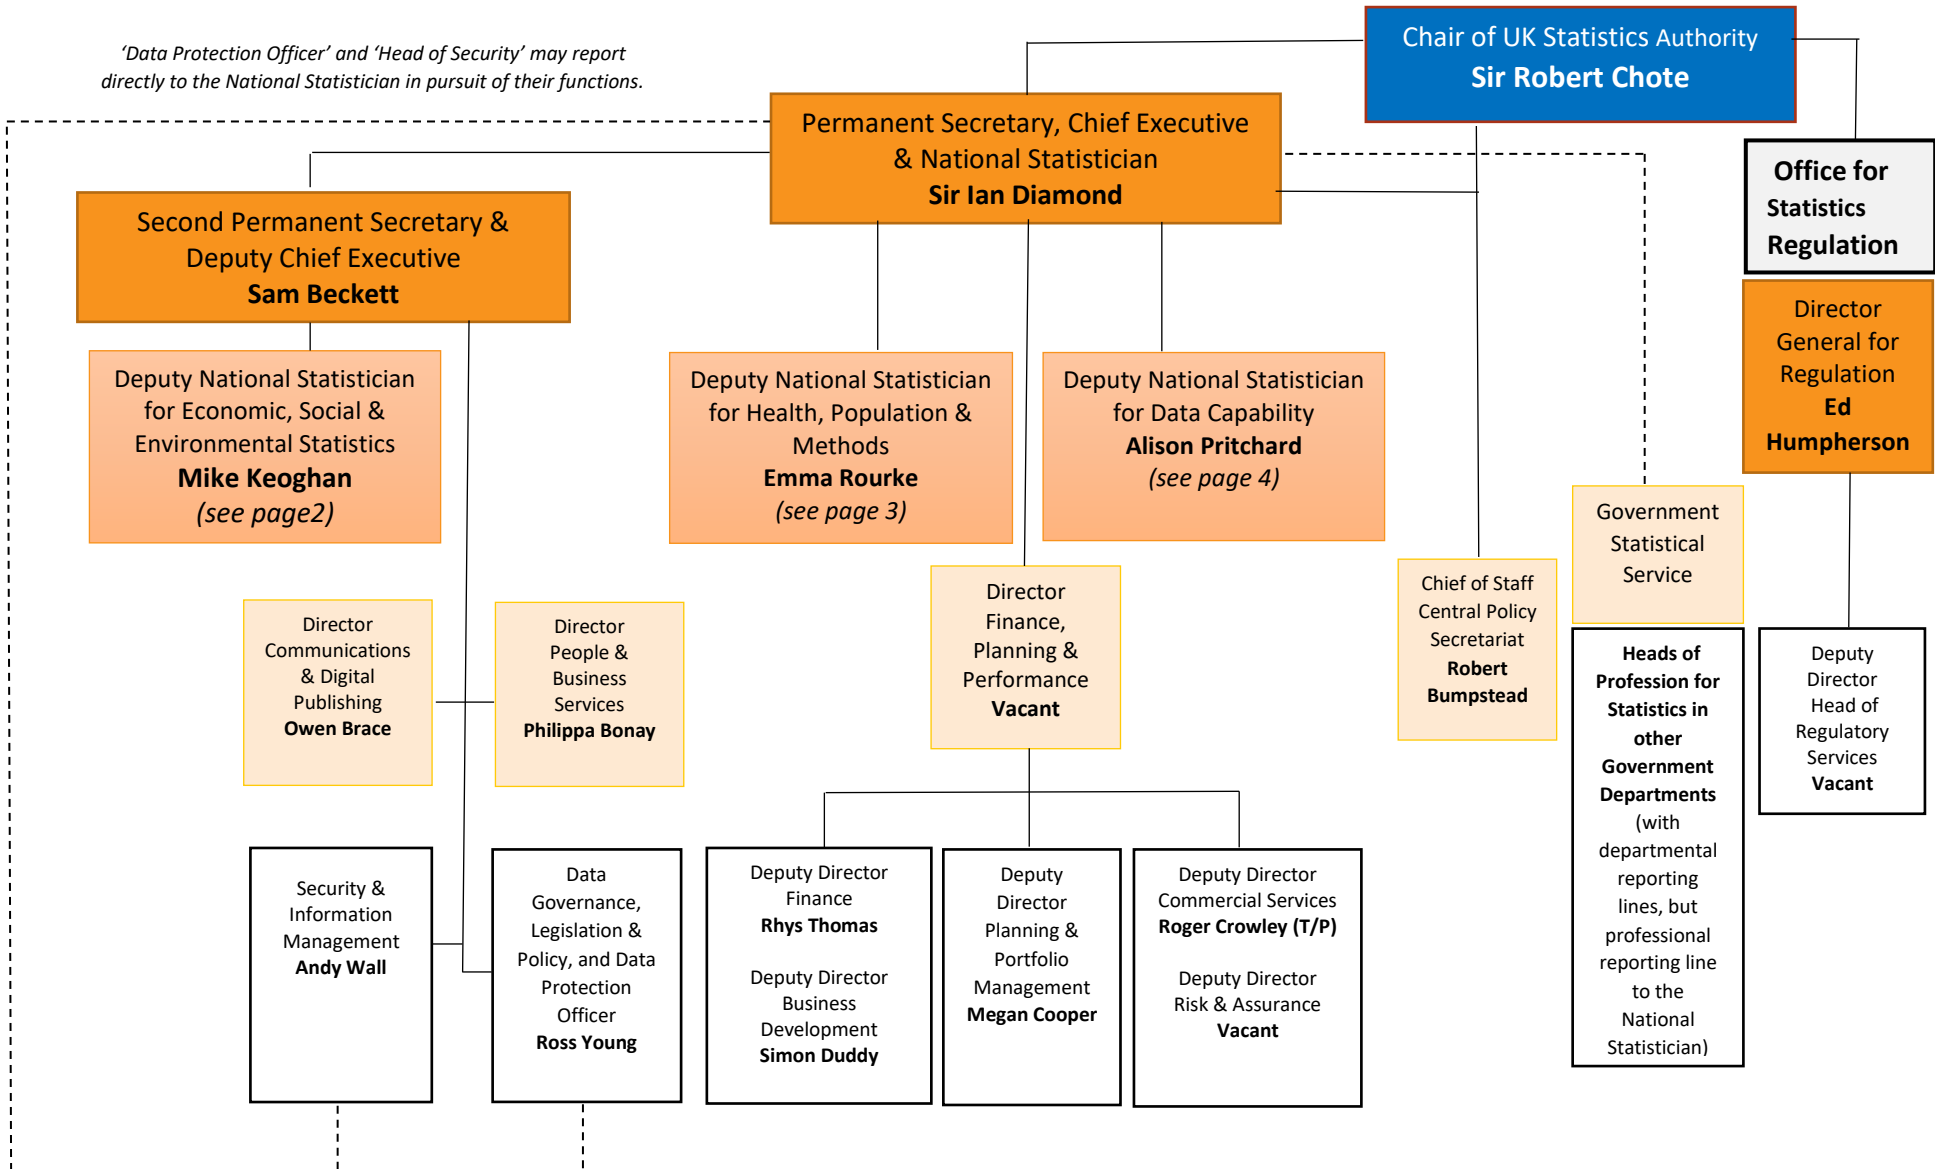 ‘Data Protection Officer’ and ‘Head of Security’ may report
directly to the National Statistician in pursuit of their functions.
Chair of UK Statistics Authority
Sir Robert Chote
Permanent Secretary, Chief Executive
& National Statistician
Sir Ian Diamond
Second Permanent Secretary &
Deputy Chief Executive
Sam Beckett
Office for
Statistics
Regulation
Director
General for
Regulation
Ed
Humpherson
Deputy National Statistician
for Economic, Social &
Environmental Statistics
Mike Keoghan
(see page2)
Deputy National Statistician
for Health, Population &
Methods
Emma Rourke
(see page 3)
Deputy National Statistician
for Data Capability
Alison Pritchard
(see page 4)
Government
Statistical
Service
Director
Communications
& Digital
Publishing
Owen Brace
Director
People &
Business
Services
Philippa Bonay
Director
Finance,
Planning &
Performance
Vacant
Chief of Staff
Central Policy
Secretariat
Robert
Bumpstead
Heads of
Profession for
Statistics in
other
Government
Departments
(with
departmental
reporting
lines, but
professional
reporting line
to the
National
Statistician)
Deputy
Director
Head of
Regulatory
Services
Vacant
Security &
Information
Management
Andy Wall
Data
Governance,
Legislation &
Policy, and Data
Protection
Officer
Ross Young
Deputy Director
Finance
Rhys Thomas
Deputy Director
Business
Development
Simon Duddy
Deputy
Director
Planning &
Portfolio
Management
Megan Cooper
Deputy Director
Commercial Services
Roger Crowley (T/P)
Deputy Director
Risk & Assurance
Vacant